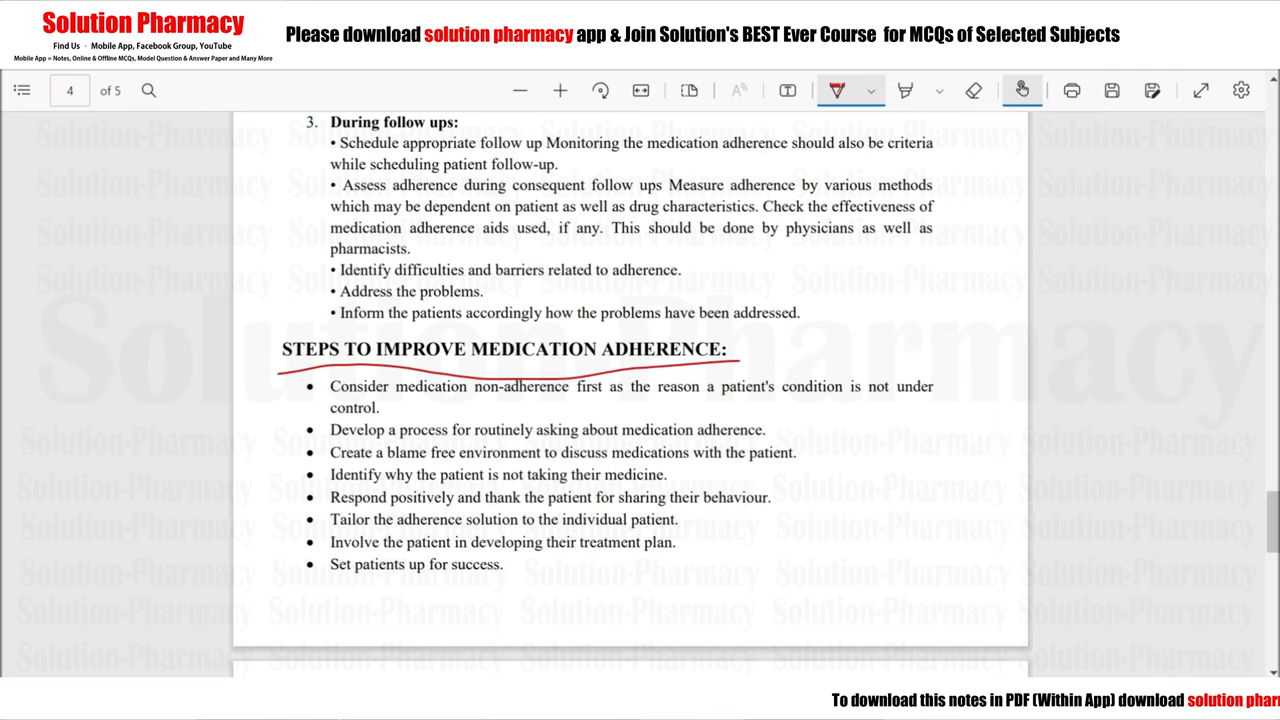 Solution Pharmacy
Find Us - Mobile App, Facebook Group, YouTube
Mobile App = Notes, Online & Offline MCQs, Model Question & Answer Paper and Many More
Please download solution pharmacy app & Join Solution's BEST Ever Course for MCQs of Selected Subjects
4 of 5
3. During follow ups:
• Schedule appropriate follow up Monitoring the medication adherence should also be criteria
while scheduling patient follow-up.
• Assess adherence during consequent follow ups Measure adherence by various methods
which may be dependent on patient as well as drug characteristics. Check the effectiveness of
medication adherence aids used, if any. This should be done by physicians as well as
pharmacists.
• Identify difficulties and barriers related to adherence.
• Address the problems.
• Inform the patients accordingly how the problems have been addressed.
STEPS TO IMPROVE MEDICATION ADHERENCE:
• Consider medication non-adherence first as the reason a patient's condition is not under
control.
• Develop a process for routinely asking about medication adherence.
• Create a blame free environment to discuss medications with the patient.
• Identify why the patient is not taking their medicine.
• Respond positively and thank the patient for sharing their behaviour.
• Tailor the adherence solution to the individual patient.
• Involve the patient in developing their treatment plan.
• Set patients up for success.
Solution-Pharmacy
To download this notes in PDF (Within App) download solution phar